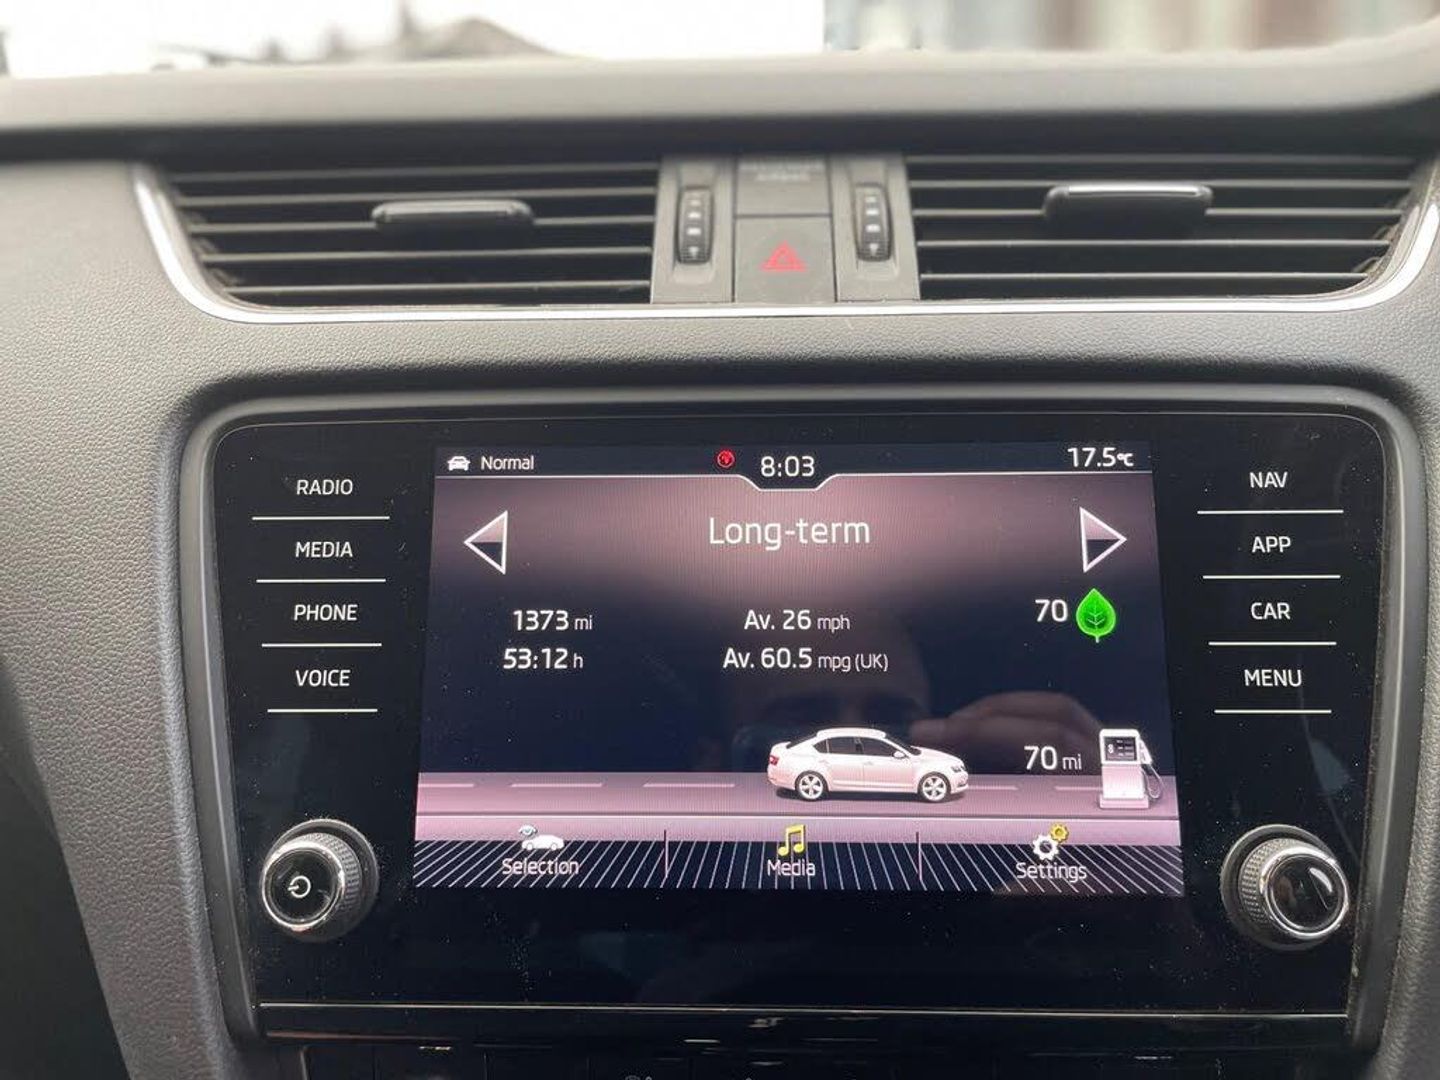 Normal
8:03
17.5°C
RADIO
MEDIA
PHONE
VOICE
Long-term
1373 mi
Av. 26 mph
70
53:12 h
Av. 60.5 mpg (UK)
70 mi
Selection
Media
Settings
NAV
APP
CAR
MENU